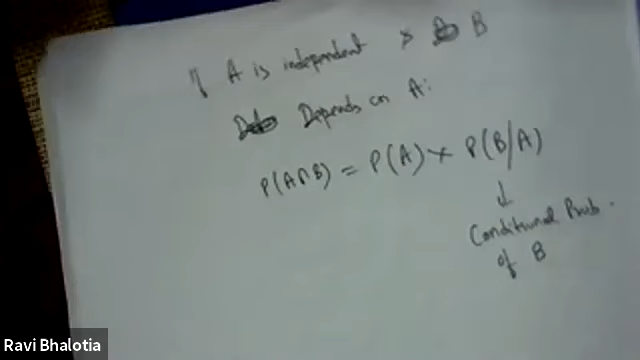 If A is independent & B
Depends on A:
P(A∩B) = P(A) × P(B/A)
↓
Conditional Prob.
of B
Ravi Bhalotia